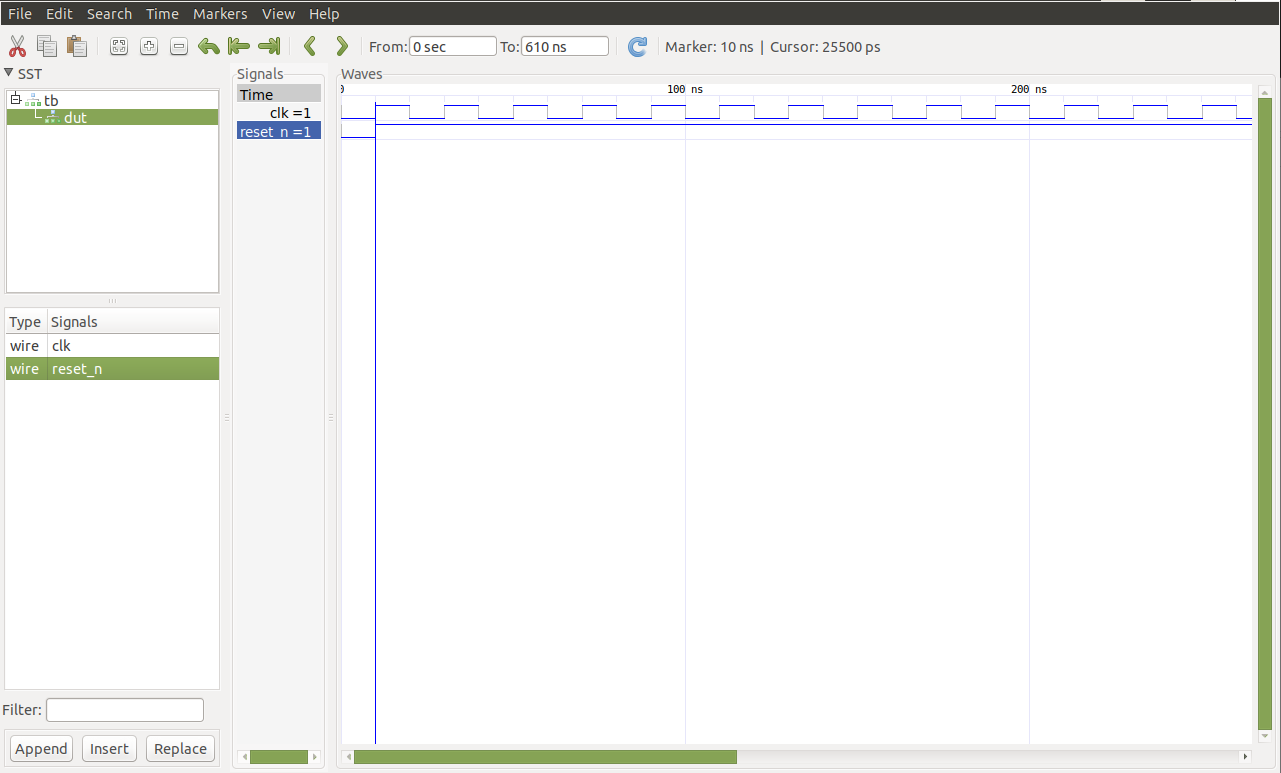 File Edit Search Time Markers View Help
From: 0 sec To: 610 ns Marker: 10 ns | Cursor: 25500 ps
SST
tb
dut
Type Signals
wire clk
wire reset_n
Filter:
Append Insert Replace
Signals
Time
clk =1
reset_n =1
Waves
0 100 ns 200 ns